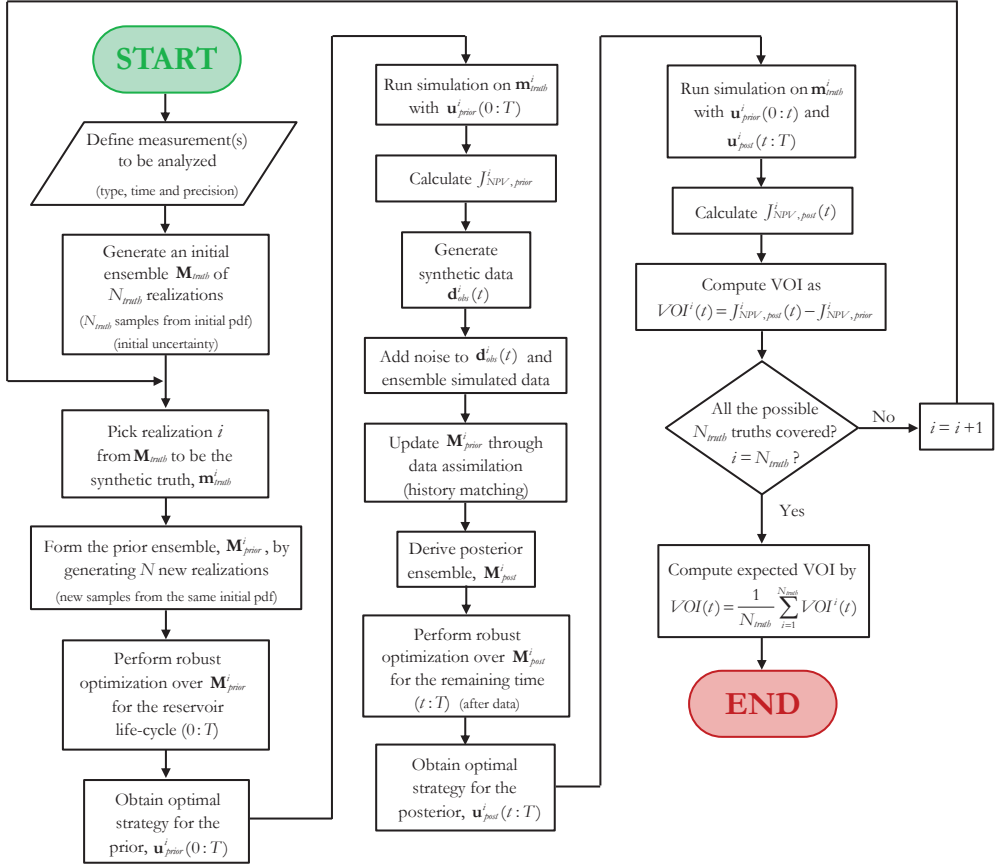 START
Define measurement(s)
to be analyzed
(type, time and precision)
Generate an initial
ensemble M_truth of
N_truth realizations
(N_truth samples from initial pdf)
(initial uncertainty)
Pick realization i
from M_truth to be the
synthetic truth, m^i_truth
Form the prior ensemble, M^i_prior, by
generating N new realizations
(new samples from the same initial pdf)
Perform robust
optimization over M^i_prior
for the reservoir
life-cycle (0:T)
Obtain optimal
strategy for the
prior, u^i_prior(0:T)
Run simulation on m^i_truth
with u^i_prior(0:T)
Calculate J^i_NPV,prior
Generate
synthetic data
d^i_obs(t)
Add noise to d^i_obs(t) and
ensemble simulated data
Update M^i_prior through
data assimilation
(history matching)
Derive posterior
ensemble, M^i_post
Perform robust
optimization over M^i_post
for the remaining time
(t:T) (after data)
Obtain optimal
strategy for the
posterior, u^i_post(t:T)
Run simulation on m^i_truth
with u^i_prior(0:t) and
u^i_post(t:T)
Calculate J^i_NPV,post(t)
Compute VOI as
VOI^i(t) = J^i_NPV,post(t) − J^i_NPV,prior
All the possible
N_truth truths covered?
i = N_truth ?
No
i = i +1
Yes
Compute expected VOI by
VOI(t) = 1/N_truth ∑_{i=1}^{N_truth} VOI^i(t)
END